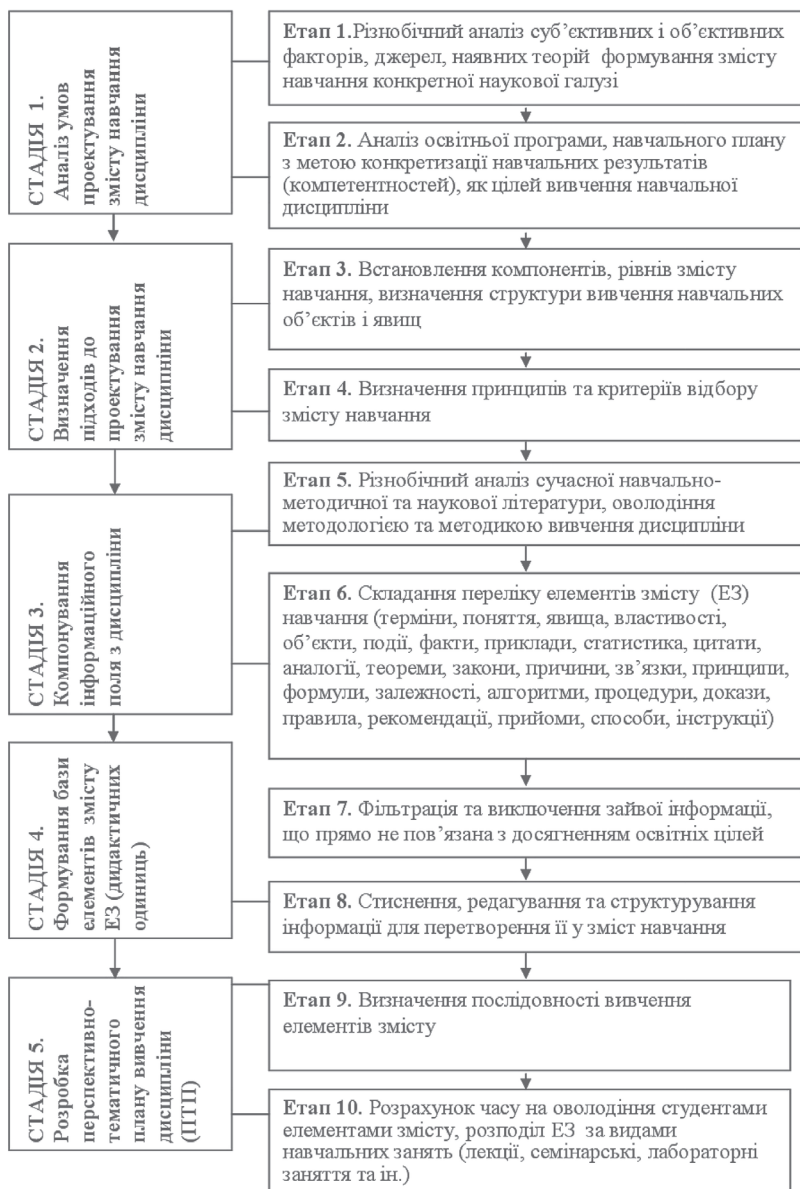 СТАДІЯ 1.
Аналіз умов
проектування
змісту навчання
дисципліни
Етап 1.Різнобічний аналіз суб’єктивних і об’єктивних
факторів, джерел, наявних теорій формування змісту
навчання конкретної наукової галузі
Етап 2. Аналіз освітньої програми, навчального плану
з метою конкретизації навчальних результатів
(компетентностей), як цілей вивчення навчальної
дисципліни
СТАДІЯ 2.
Визначення
підходів до
проектування
змісту навчання
дисципніни
Етап 3. Встановлення компонентів, рівнів змісту
навчання, визначення структури вивчення навчальних
об’єктів і явищ
Етап 4. Визначення принципів та критеріїв відбору
змісту навчання
СТАДІЯ 3.
Компонування
інформаційного
поля з дисципліни
Етап 5. Різнобічний аналіз сучасної навчально-
методичної та наукової літератури, оволодіння
методологією та методикою вивчення дисципліни
Етап 6. Складання переліку елементів змісту (ЕЗ)
навчання (терміни, поняття, явища, властивості,
об’єкти, події, факти, приклади, статистика, цитати,
аналогії, теореми, закони, причини, зв’язки, принципи,
формули, залежності, алгоритми, процедури, докази,
правила, рекомендації, прийоми, способи, інструкції)
СТАДІЯ 4.
Формування бази
елементів змісту
ЕЗ (дидактичних
одиниць)
Етап 7. Фільтрація та виключення зайвої інформації,
що прямо не пов’язана з досягненням освітніх цілей
Етап 8. Стиснення, редагування та структурування
інформації для перетворення її у зміст навчання
СТАДІЯ 5.
Розробка
перспективно-
тематичного
плану вивчення
дисципліни
(ПТП)
Етап 9. Визначення послідовності вивчення
елементів змісту
Етап 10. Розрахунок часу на оволодіння студентами
елементами змісту, розподіл ЕЗ за видами
навчальних занять (лекції, семінарські, лабораторні
заняття та ін.)